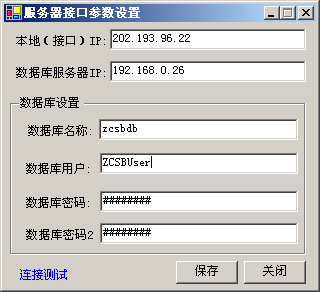 服务器接口参数设置
本地（接口）IP: 202.193.96.22
数据库服务器IP: 192.168.0.26
数据库设置
数据库名称: zcsbdb
数据库用户: ZCSBUser
数据库密码: ########
数据库密码2 ########
连接测试 保存 关闭